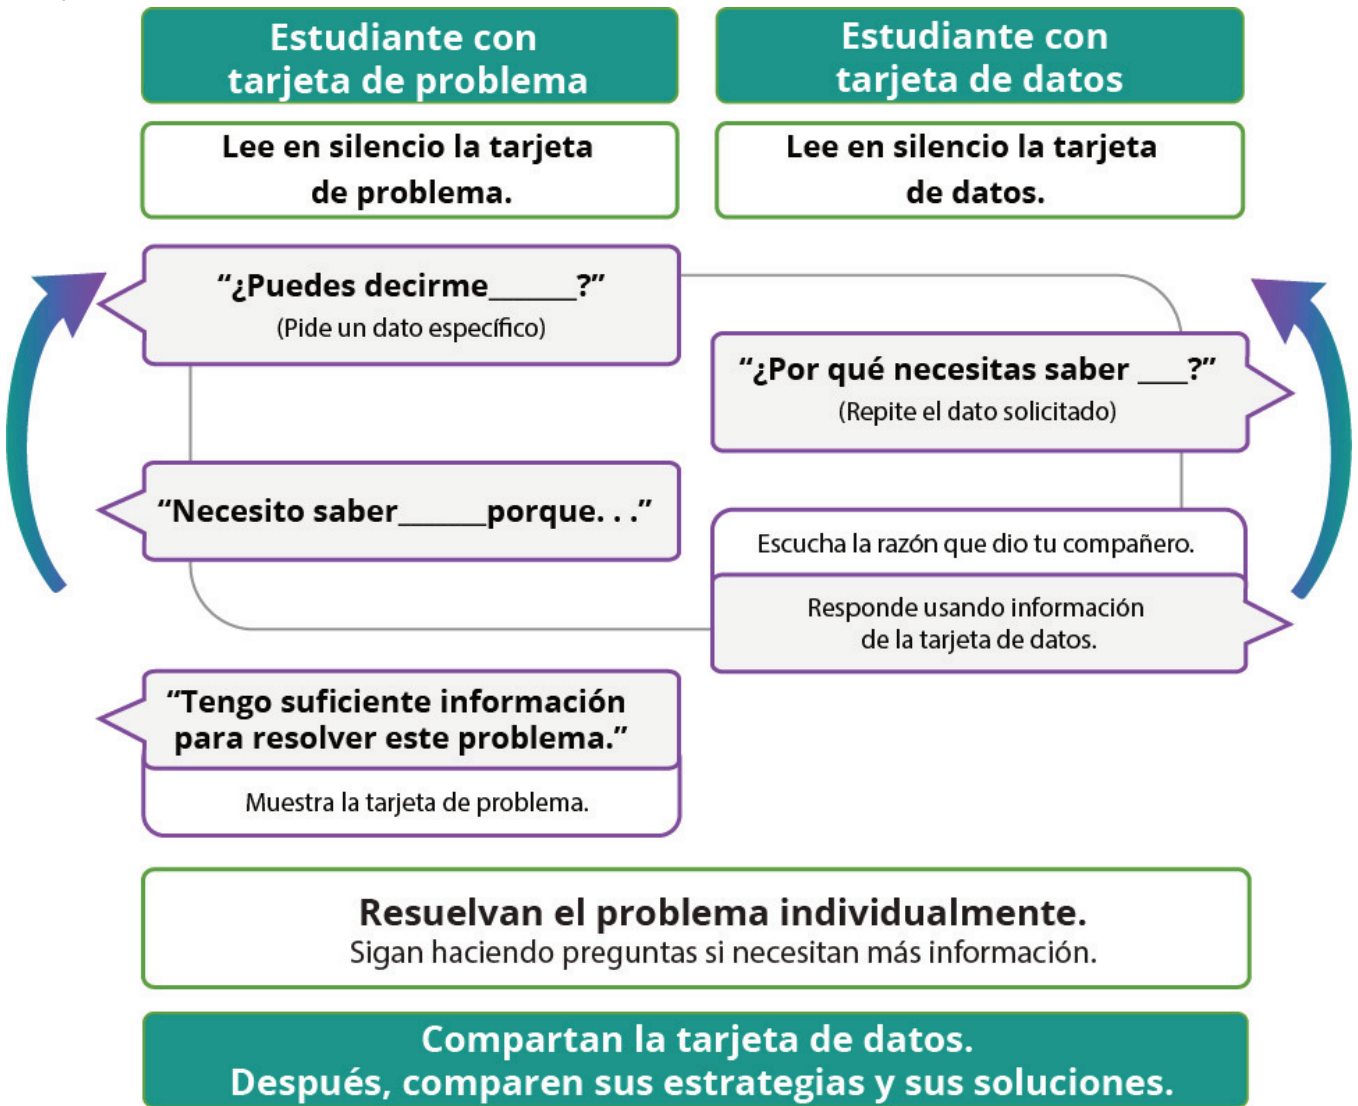 Estudiante con
tarjeta de problema
Estudiante con
tarjeta de datos
Lee en silencio la tarjeta
de problema.
Lee en silencio la tarjeta
de datos.
“¿Puedes decirme______?”
(Pide un dato específico)
“¿Por qué necesitas saber ___?”
(Repite el dato solicitado)
“Necesito saber______porque. . .”
Escucha la razón que dio tu compañero.
Responde usando información
de la tarjeta de datos.
“Tengo suficiente información
para resolver este problema.”
Muestra la tarjeta de problema.
Resuelvan el problema individualmente.
Sigan haciendo preguntas si necesitan más información.
Compartan la tarjeta de datos.
Después, comparen sus estrategias y sus soluciones.